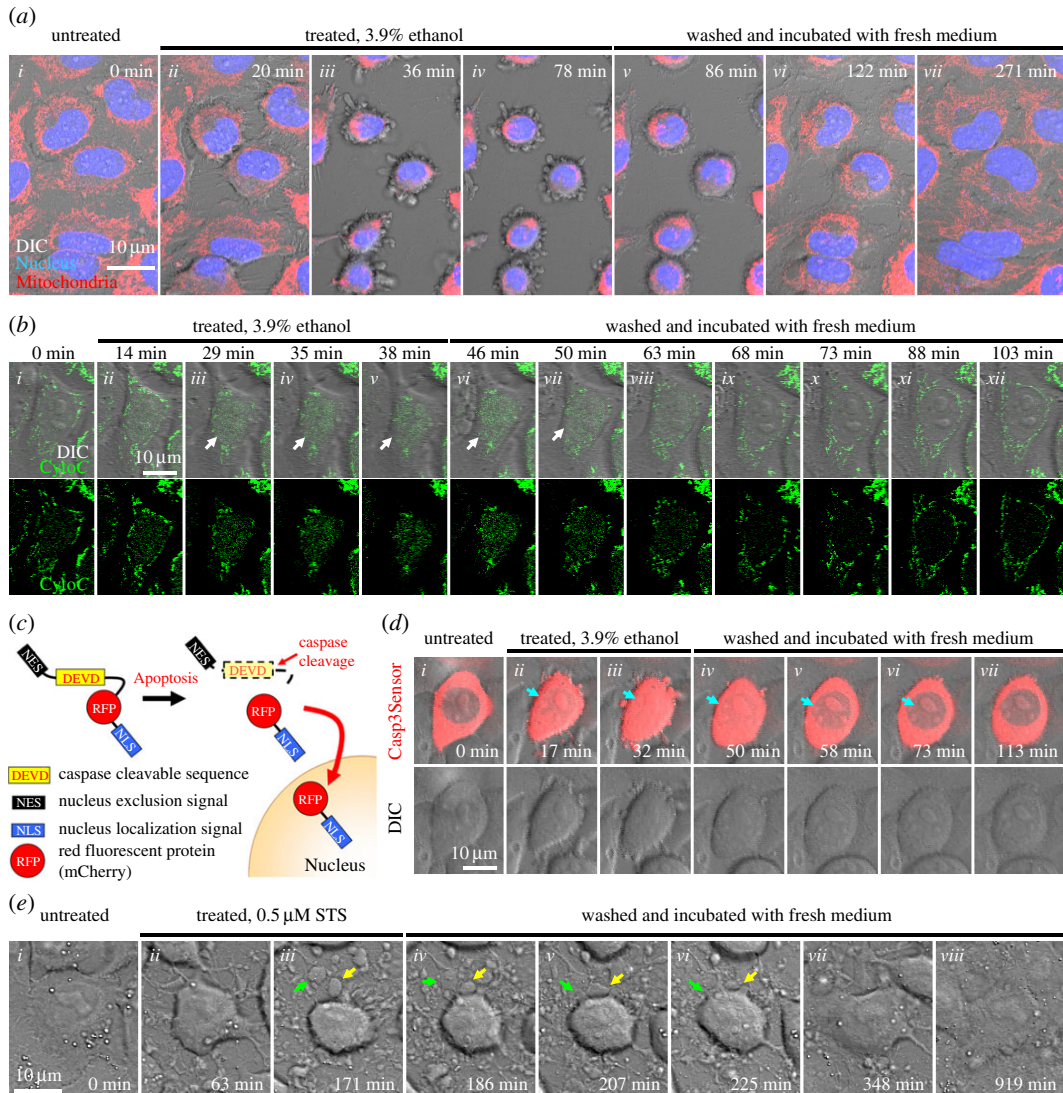 (a)
untreated treated, 3.9% ethanol washed and incubated with fresh medium
i 0 min ii 20 min iii 36 min iv 78 min v 86 min vi 122 min vii 271 min
DIC
Nucleus
Mitochondria
10 µm
(b)
treated, 3.9% ethanol washed and incubated with fresh medium
0 min 14 min 29 min 35 min 38 min 46 min 50 min 63 min 68 min 73 min 88 min 103 min
i ii iii iv v vi vii viii ix x xi xii
DIC
CytoC
10 µm
CytoC
(c)
NES
DEVD
RFP
NLS
Apoptosis
NES
DEVD
caspase
cleavage
RFP
NLS
RFP
NLS
Nucleus
DEVD caspase cleavable sequence
NES nucleus exclusion signal
NLS nucleus localization signal
RFP red fluorescent protein
(mCherry)
(d)
untreated treated, 3.9% ethanol washed and incubated with fresh medium
Casp3Sensor
i ii iii iv v vi vii
0 min 17 min 32 min 50 min 58 min 73 min 113 min
DIC
10 µm
(e)
untreated treated, 0.5 µM STS washed and incubated with fresh medium
i ii iii iv v vi vii viii
10 µm
0 min 63 min 171 min 186 min 207 min 225 min 348 min 919 min